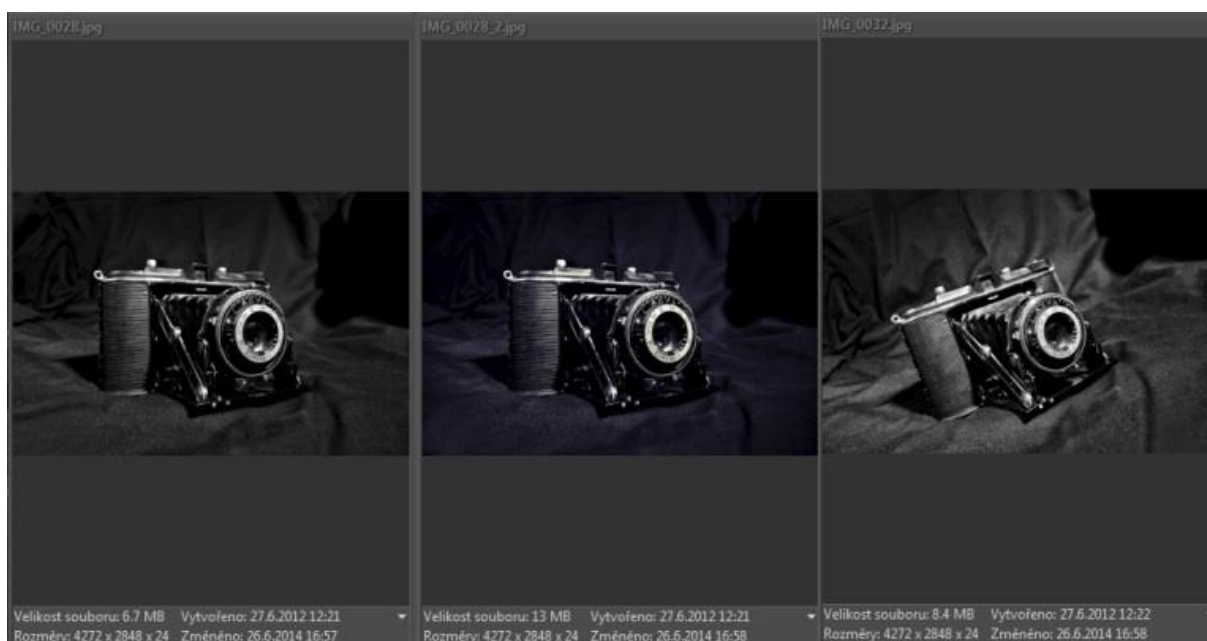 IMG_0028.jpg
IMG_0028_2.jpg
IMG_0032.jpg
Velikost souboru: 6.7 MB Vytvořeno: 27.6.2012 12:21
Rozměry: 4272 x 2848 x 24 Změněno: 26.6.2014 16:57
Velikost souboru: 13 MB Vytvořeno: 27.6.2012 12:21
Rozměry: 4272 x 2848 x 24 Změněno: 26.6.2014 16:58
Velikost souboru: 8.4 MB Vytvořeno: 27.6.2012 12:22
Rozměry: 4272 x 2848 x 24 Změněno: 26.6.2014 16:58